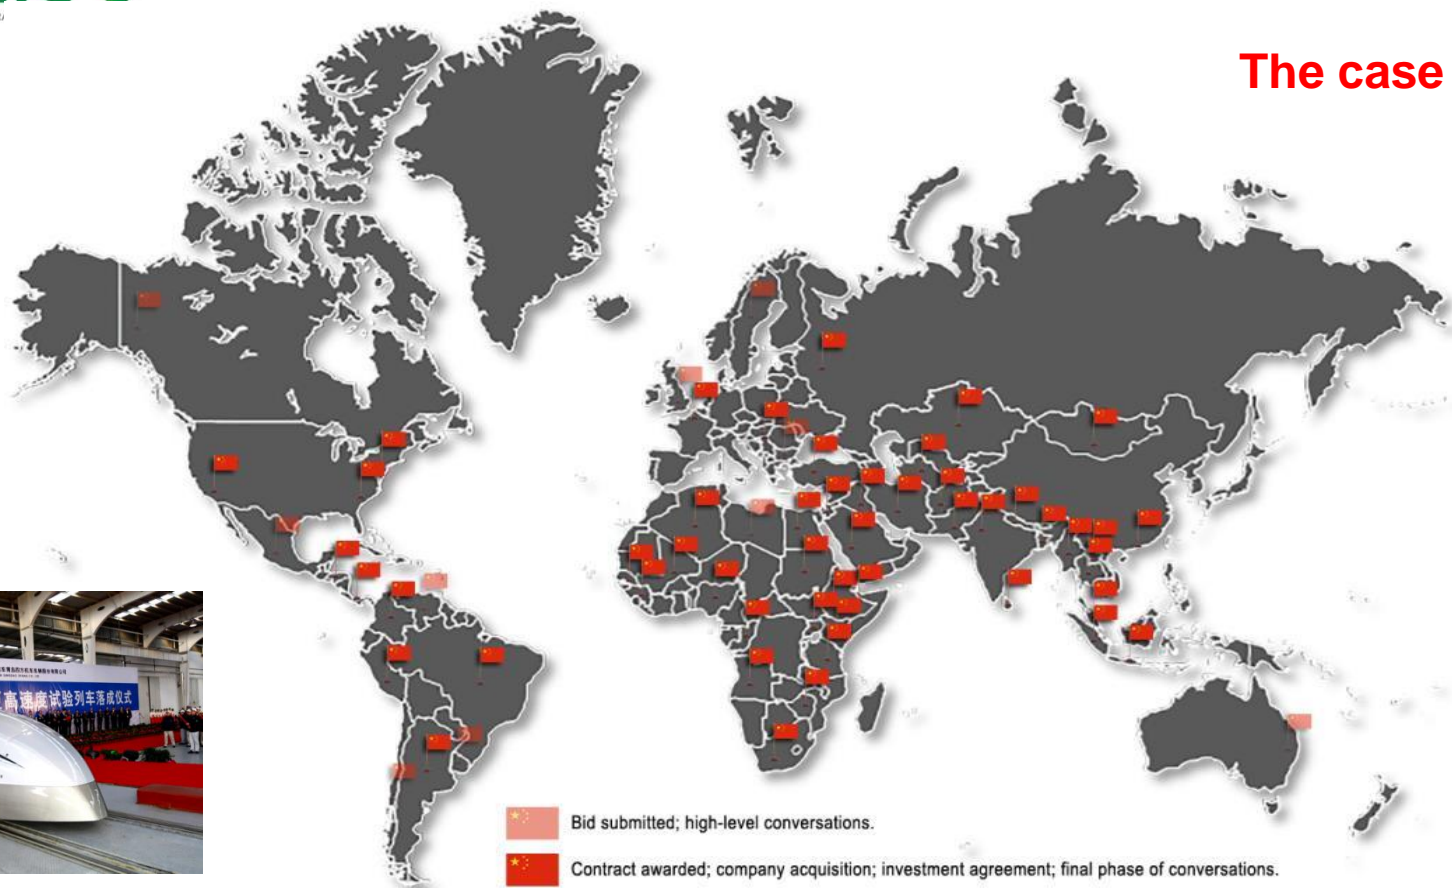 The case
高速度试验列车落成仪式
Bid submitted; high-level conversations.
Contract awarded; company acquisition; investment agreement; final phase of conversations.